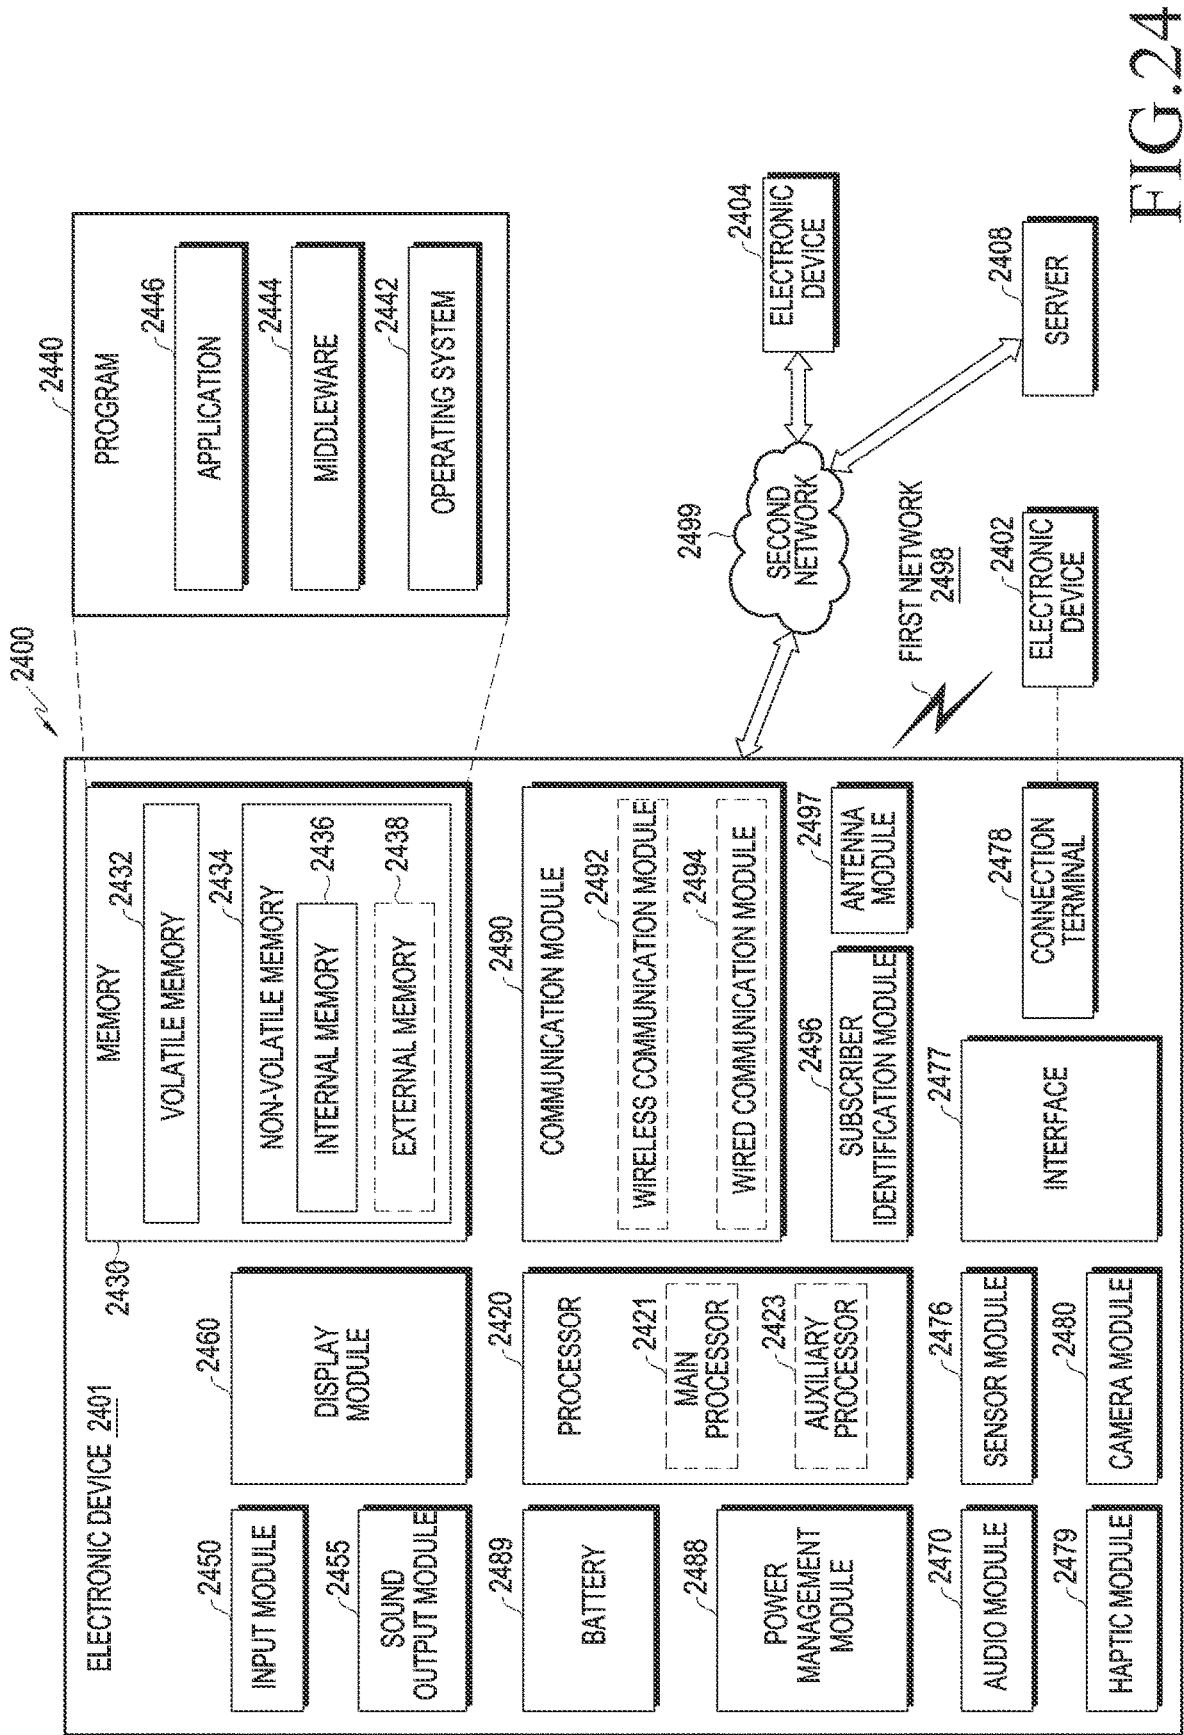 2400
ELECTRONIC DEVICE 2401
2430
MEMORY
2432
VOLATILE MEMORY
2434
NON-VOLATILE MEMORY
2436
INTERNAL MEMORY
2438
EXTERNAL MEMORY
2440
PROGRAM
2446
APPLICATION
2444
MIDDLEWARE
2442
OPERATING SYSTEM
2450
INPUT MODULE
2455
SOUND
OUTPUT MODULE
2460
DISPLAY
MODULE
2489
BATTERY
2488
POWER
MANAGEMENT
MODULE
2420
PROCESSOR
2421
MAIN
PROCESSOR
2423
AUXILIARY
PROCESSOR
2490
COMMUNICATION MODULE
2492
WIRELESS COMMUNICATION MODULE
2494
WIRED COMMUNICATION MODULE
2496
SUBSCRIBER
IDENTIFICATION MODULE
2497
ANTENNA
MODULE
2470
AUDIO MODULE
2476
SENSOR MODULE
2477
INTERFACE
2478
CONNECTION
TERMINAL
2479
HAPTIC MODULE
2480
CAMERA MODULE
2499
SECOND
NETWORK
2404
ELECTRONIC
DEVICE
FIRST NETWORK
2498
2402
ELECTRONIC
DEVICE
2408
SERVER
FIG.24